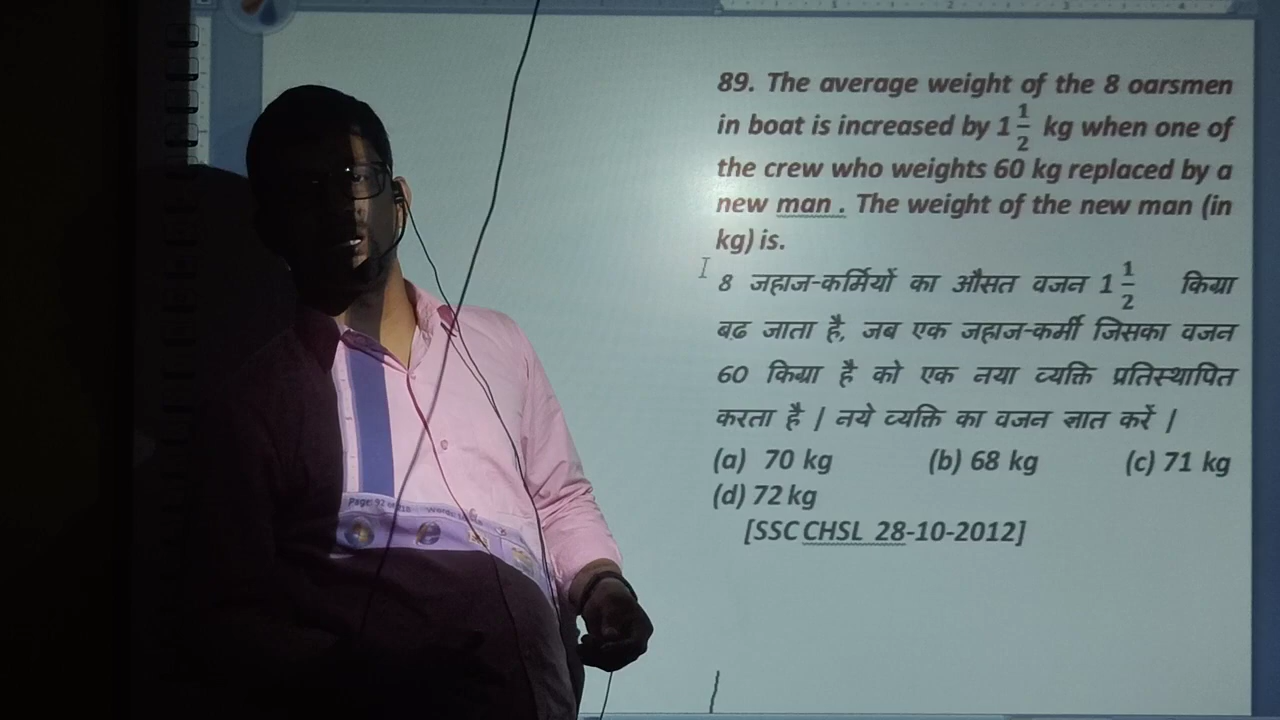 89. The average weight of the 8 oarsmen
in boat is increased by 1 1/2 kg when one of
the crew who weights 60 kg replaced by a
new man . The weight of the new man (in
kg) is.
8 जहाज-कर्मियों का औसत वजन 1 1/2 किग्रा
बढ़ जाता है, जब एक जहाज-कर्मी जिसका वजन
60 किग्रा है को एक नया व्यक्ति प्रतिस्थापित
करता है | नये व्यक्ति का वजन ज्ञात करें |
(a) 70 kg (b) 68 kg (c) 71 kg
(d) 72 kg
[SSC CHSL 28-10-2012]
Page: 92